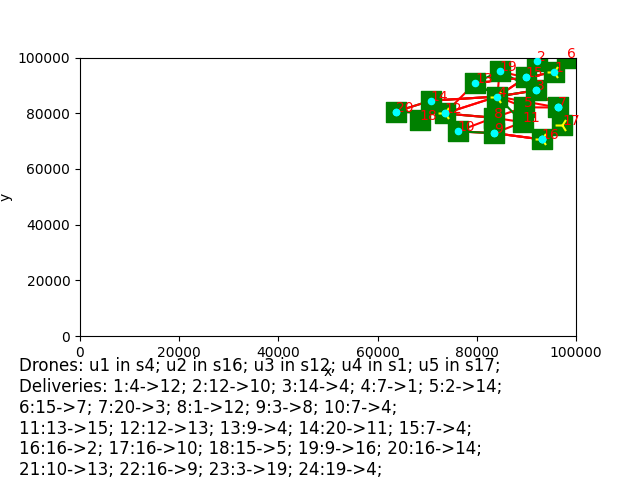 100000
80000
60000
40000
20000
0
y
0 20000 40000 60000 80000 100000
x
Drones: u1 in s4; u2 in s16; u3 in s12; u4 in s1; u5 in s17;
Deliveries: 1:4->12; 2:12->10; 3:14->4; 4:7->1; 5:2->14;
6:15->7; 7:20->3; 8:1->12; 9:3->8; 10:7->4;
11:13->15; 12:12->13; 13:9->4; 14:20->11; 15:7->4;
16:16->2; 17:16->10; 18:15->5; 19:9->16; 20:16->14;
21:10->13; 22:16->9; 23:3->19; 24:19->4;